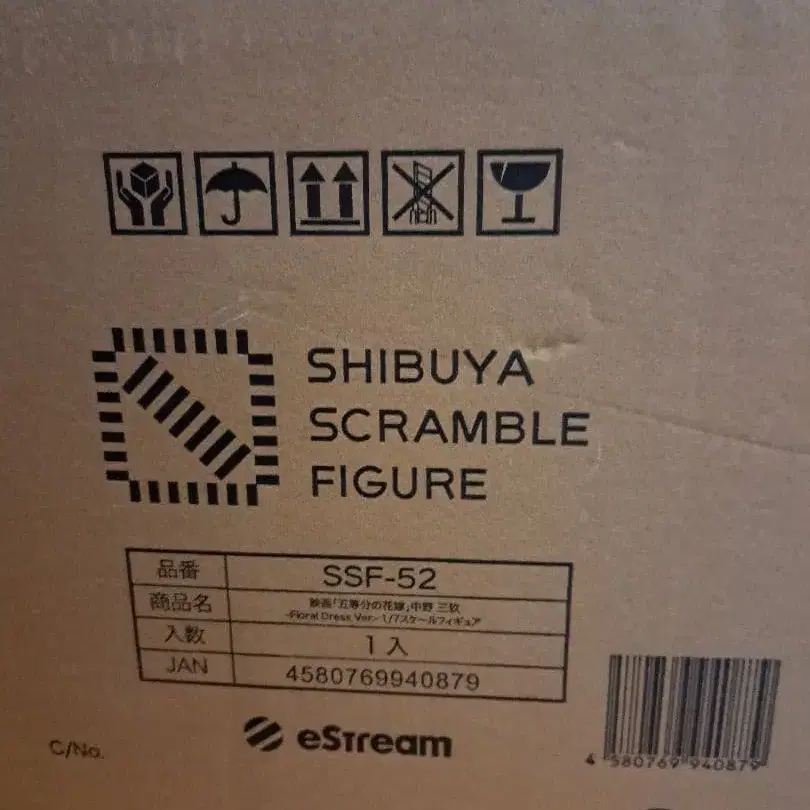 SHIBUYA
SCRAMBLE
FIGURE
品番 SSF-52
商品名 映画「五等分の花嫁」中野 三玖
-Floral Dress Ver.- 1/7スケールフィギュア
入数 1入
JAN 4580769940879
eStream
C/No.
4 580769 940879